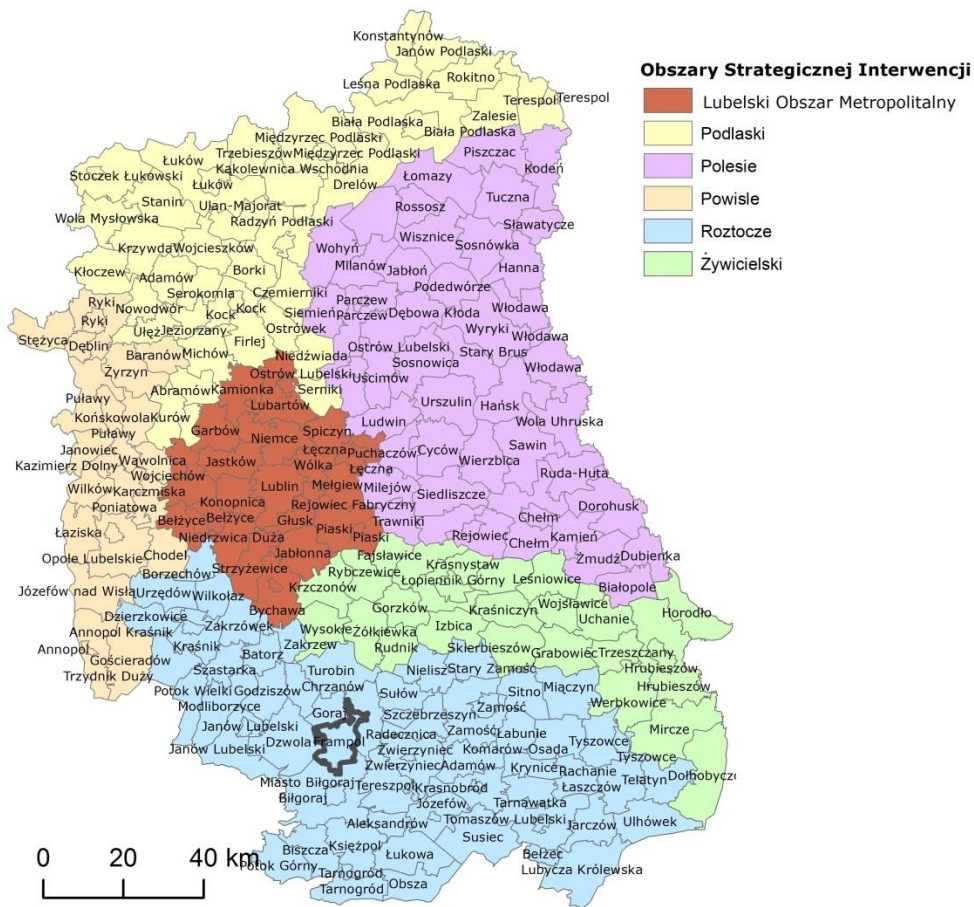 Obszary Strategicznej Interwencji
Lubelski Obszar Metropolitalny
Podlaski
Polesie
Powisle
Roztocze
Żywicielski
Konstantynów
Janów Podlaski
Leśna Podlaska
Rokitno
Terespol
Terespol
Zalesie
Biała Podlaska
Biała Podlaska
Międzyrzec Podlaski
Trzebieszów
Międzyrzec Podlaski
Piszczac
Łuków
Kąkolewnica Wschodnia
Kodeń
Stoczek Łukowski
Łuków
Drelów
Łomazy
Stanin
Ulan-Majorat
Tuczna
Wola Mysłowska
Radzyń Podlaski
Rossosz
Sławatycze
Wisznice
Krzywda
Wojcieszków
Wohyń
Sosnówka
Kłoczew
Adamów
Borki
Milanów
Jabłoń
Hanna
Serokomla
Czemierniki
Podedwórze
Ryki
Nowodwór
Kock
Kock
Siemień
Parczew
Parczew
Dębowa Kłoda
Włodawa
Ryki
Ułęż
Jeziorzany
Ostrówek
Wyryki
Włodawa
Stężyca
Dęblin
Baranów
Michów
Firlej
Niedźwiada
Ostrów Lubelski
Stary Brus
Sosnowica
Włodawa
Żyrzyn
Ostrów Lubelski
Uścimów
Puławy
Abramów
Kamionka
Serniki
Urszulin
Hańsk
Końskowola
Kurów
Lubartów
Ludwin
Wola Uhruska
Puławy
Garbów
Niemce
Spiczyn
Sawin
Janowiec
Wąwolnica
Łęczna
Puchaczów
Cyców
Wierzbica
Kazimierz Dolny
Wojciechów
Jastków
Wólka
Łęczna
Ruda-Huta
Wilków
Karczmiska
Lublin
Mełgiew
Milejów
Siedliszcze
Dorohusk
Poniatowa
Konopnica
Rejowiec Fabryczny
Bełżyce
Bełżyce
Głusk
Piaski
Trawniki
Chełm
Łaziska
Niedrzwica Duża
Piaski
Rejowiec
Chełm
Kamień
Opole Lubelskie
Chodel
Jabłonna
Fajsławice
Żmudź
Dubienka
Borzechów
Strzyżewice
Rybczewice
Krasnystaw
Józefów nad Wisłą
Urzędów
Wilkołaz
Krzczonów
Łopiennik Górny
Leśniowice
Białopole
Dzierzkowice
Bychawa
Gorzków
Kraśniczyn
Wojsławice
Horodło
Annopol
Kraśnik
Zakrzówek
Wysokie
Żółkiewka
Izbica
Uchanie
Annopol
Kraśnik
Batorz
Zakrzew
Rudnik
Skierbieszów
Grabowiec
Trzeszczany
Gościeradów
Szastarka
Turobin
Nielisz
Stary Zamość
Hrubieszów
Trzydnik Duży
Potok Wielki
Godziszów
Chrzanów
Sułów
Sitno
Miączyn
Hrubieszów
Modliborzyce
Goraj
Szczebrzeszyn
Zamość
Werbkowice
Janów Lubelski
Radecznica
Zamość
Łabunie
Mircze
Janów Lubelski
Dzwola
Frampol
Zwierzyniec
Komarów-Osada
Tyszowce
Tyszowce
Miasto Biłgoraj
Zwierzyniec
Adamów
Krynice
Rachanie
Telatyn
Dołhobyczó
Biłgoraj
Tereszpol
Krasnobród
Łaszczów
Józefów
Tarnawatka
Aleksandrów
Tomaszów Lubelski
Jarczów
Ulhówek
Susiec
Biszcza
Księżpol
Łukowa
Bełżec
Potok Górny
Tarnogród
Lubycza Królewska
Tarnogród
Obsza
0 20 40 km